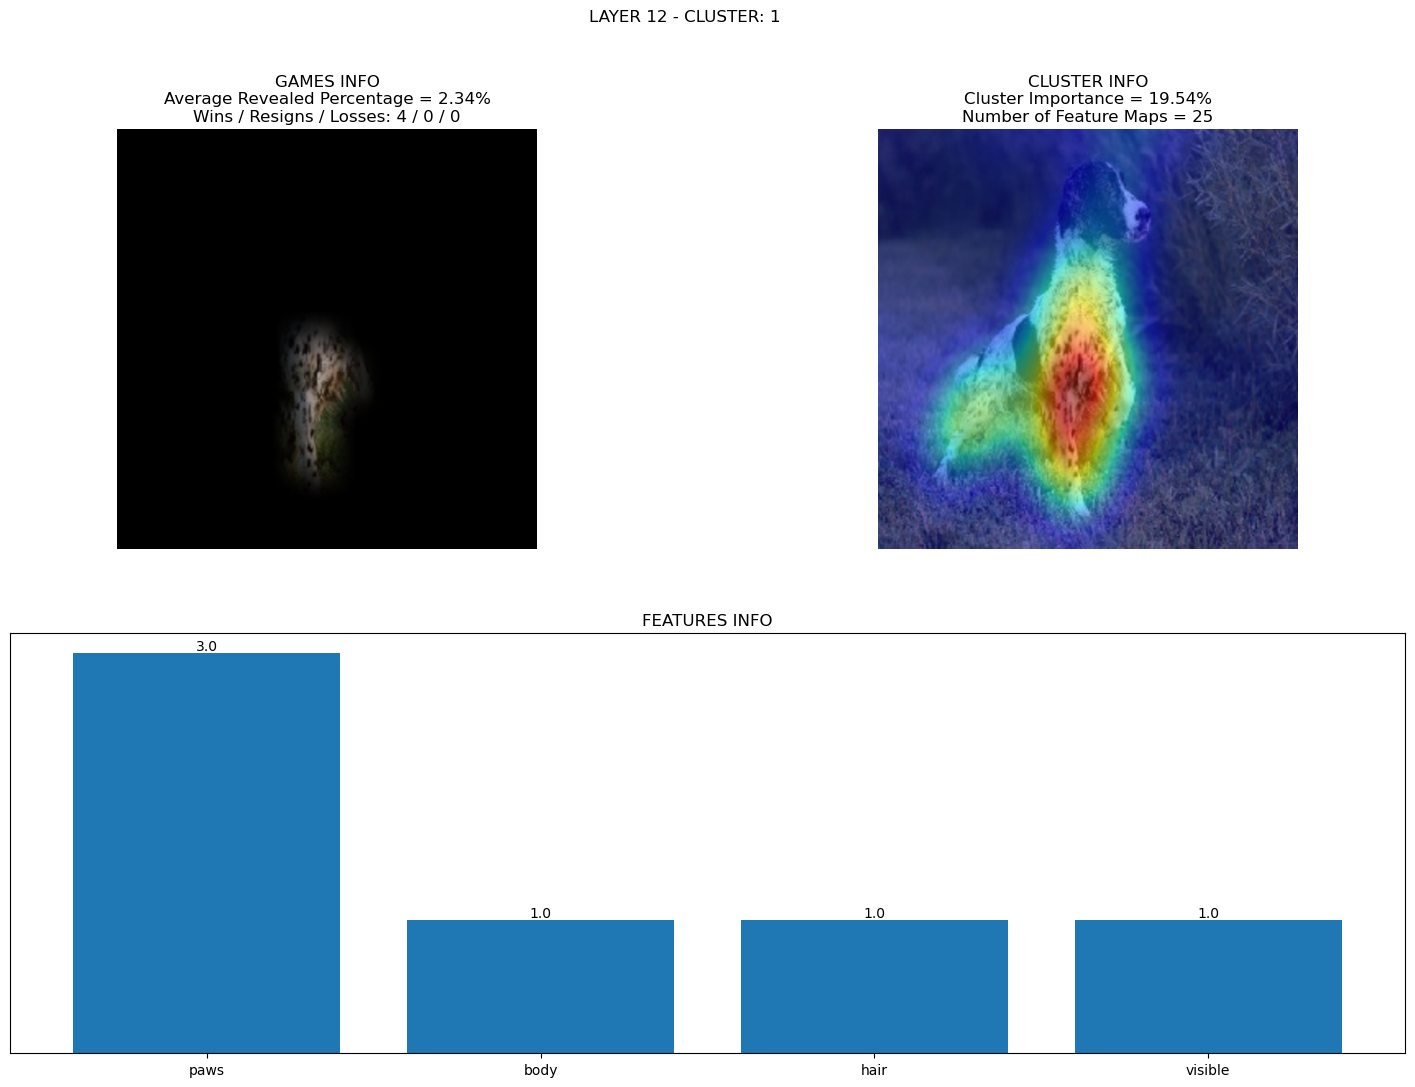 LAYER 12 - CLUSTER: 1
GAMES INFO
Average Revealed Percentage = 2.34%
Wins / Resigns / Losses: 4 / 0 / 0
CLUSTER INFO
Cluster Importance = 19.54%
Number of Feature Maps = 25
FEATURES INFO
3.0
1.0
1.0
1.0
paws
body
hair
visible